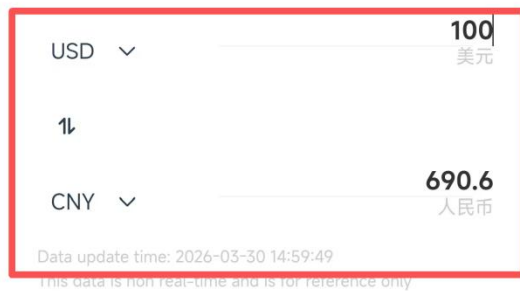 100
USD
美元
690.6
CNY
人民币
Data update time: 2026-03-30 14:59:49
This data is non real-time and is for reference only